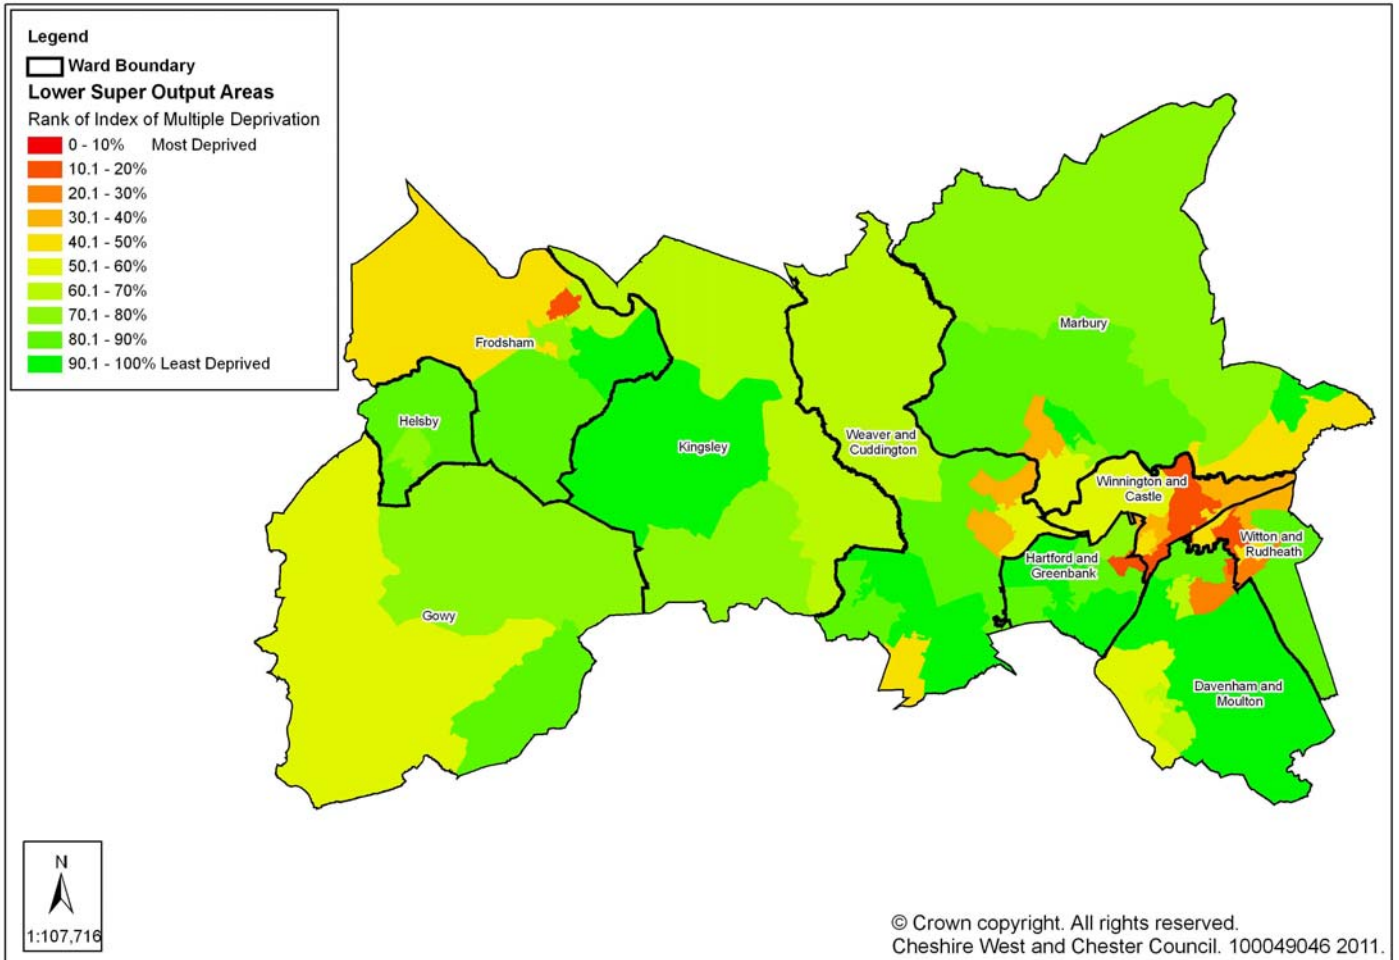 Legend
Ward Boundary
Lower Super Output Areas
Rank of Index of Multiple Deprivation
0 - 10% Most Deprived
10.1 - 20%
20.1 - 30%
30.1 - 40%
40.1 - 50%
50.1 - 60%
60.1 - 70%
70.1 - 80%
80.1 - 90%
90.1 - 100% Least Deprived
Marbury
Frodsham
Helsby
Kingsley
Weaver and
Cuddington
Winnington and
Castle
Witton and
Rudheath
Hartford and
Greenbank
Gowy
Davenham and
Moulton
N
1:107,716
© Crown copyright. All rights reserved.
Cheshire West and Chester Council. 100049046 2011.